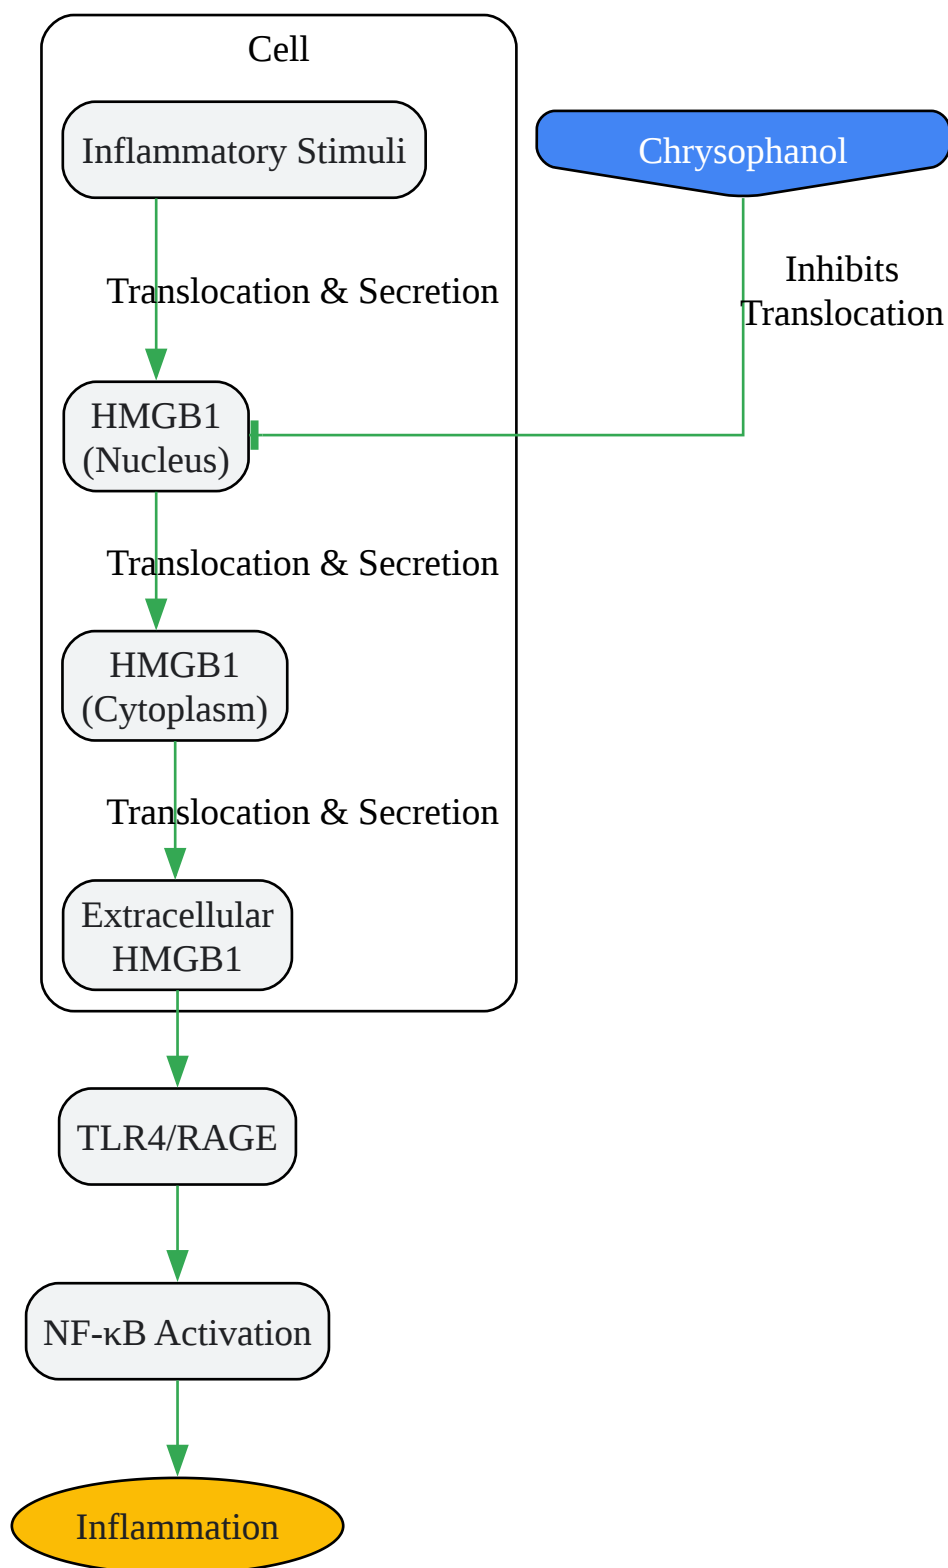 Cell
Inflammatory Stimuli
Chrysophanol
Translocation & Secretion
Inhibits
Translocation
HMGB1
(Nucleus)
Translocation & Secretion
HMGB1
(Cytoplasm)
Translocation & Secretion
Extracellular
HMGB1
TLR4/RAGE
NF-κB Activation
Inflammation